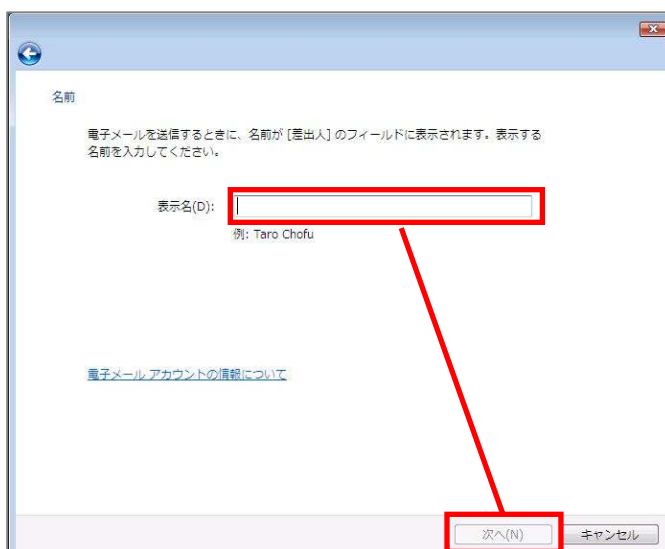 名前
電子メールを送信するときに、名前が [差出人] のフィールドに表示されます。表示する
名前を入力してください。
表示名(D):
例: Taro Chofu
電子メール アカウントの情報について
次へ(N)
キャンセル